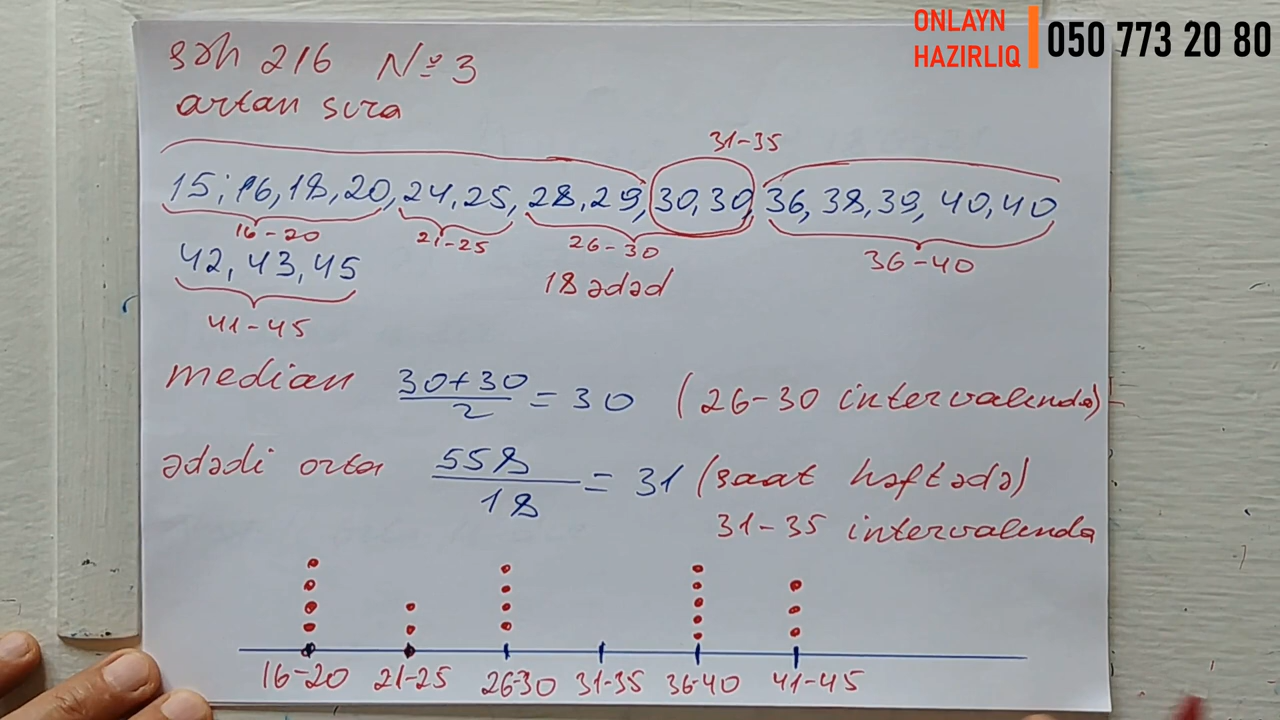 ONLAYN
HAZIRLIQ 050 773 20 80
səh 216 № 3
artan sıra
31-35
15; 16, 18, 20, 24, 25, 28, 29, 30, 30, 36, 38, 39, 40, 40
16-20 21-25 26-30 36-40
42, 43, 45 18 ədəd
41-45
median 30+30/2 = 30 (26-30 intervalında)
ədədi orta 558/18 = 31 (saat həftədə)
31-35 intervalında
16-20 21-25 26-30 31-35 36-40 41-45